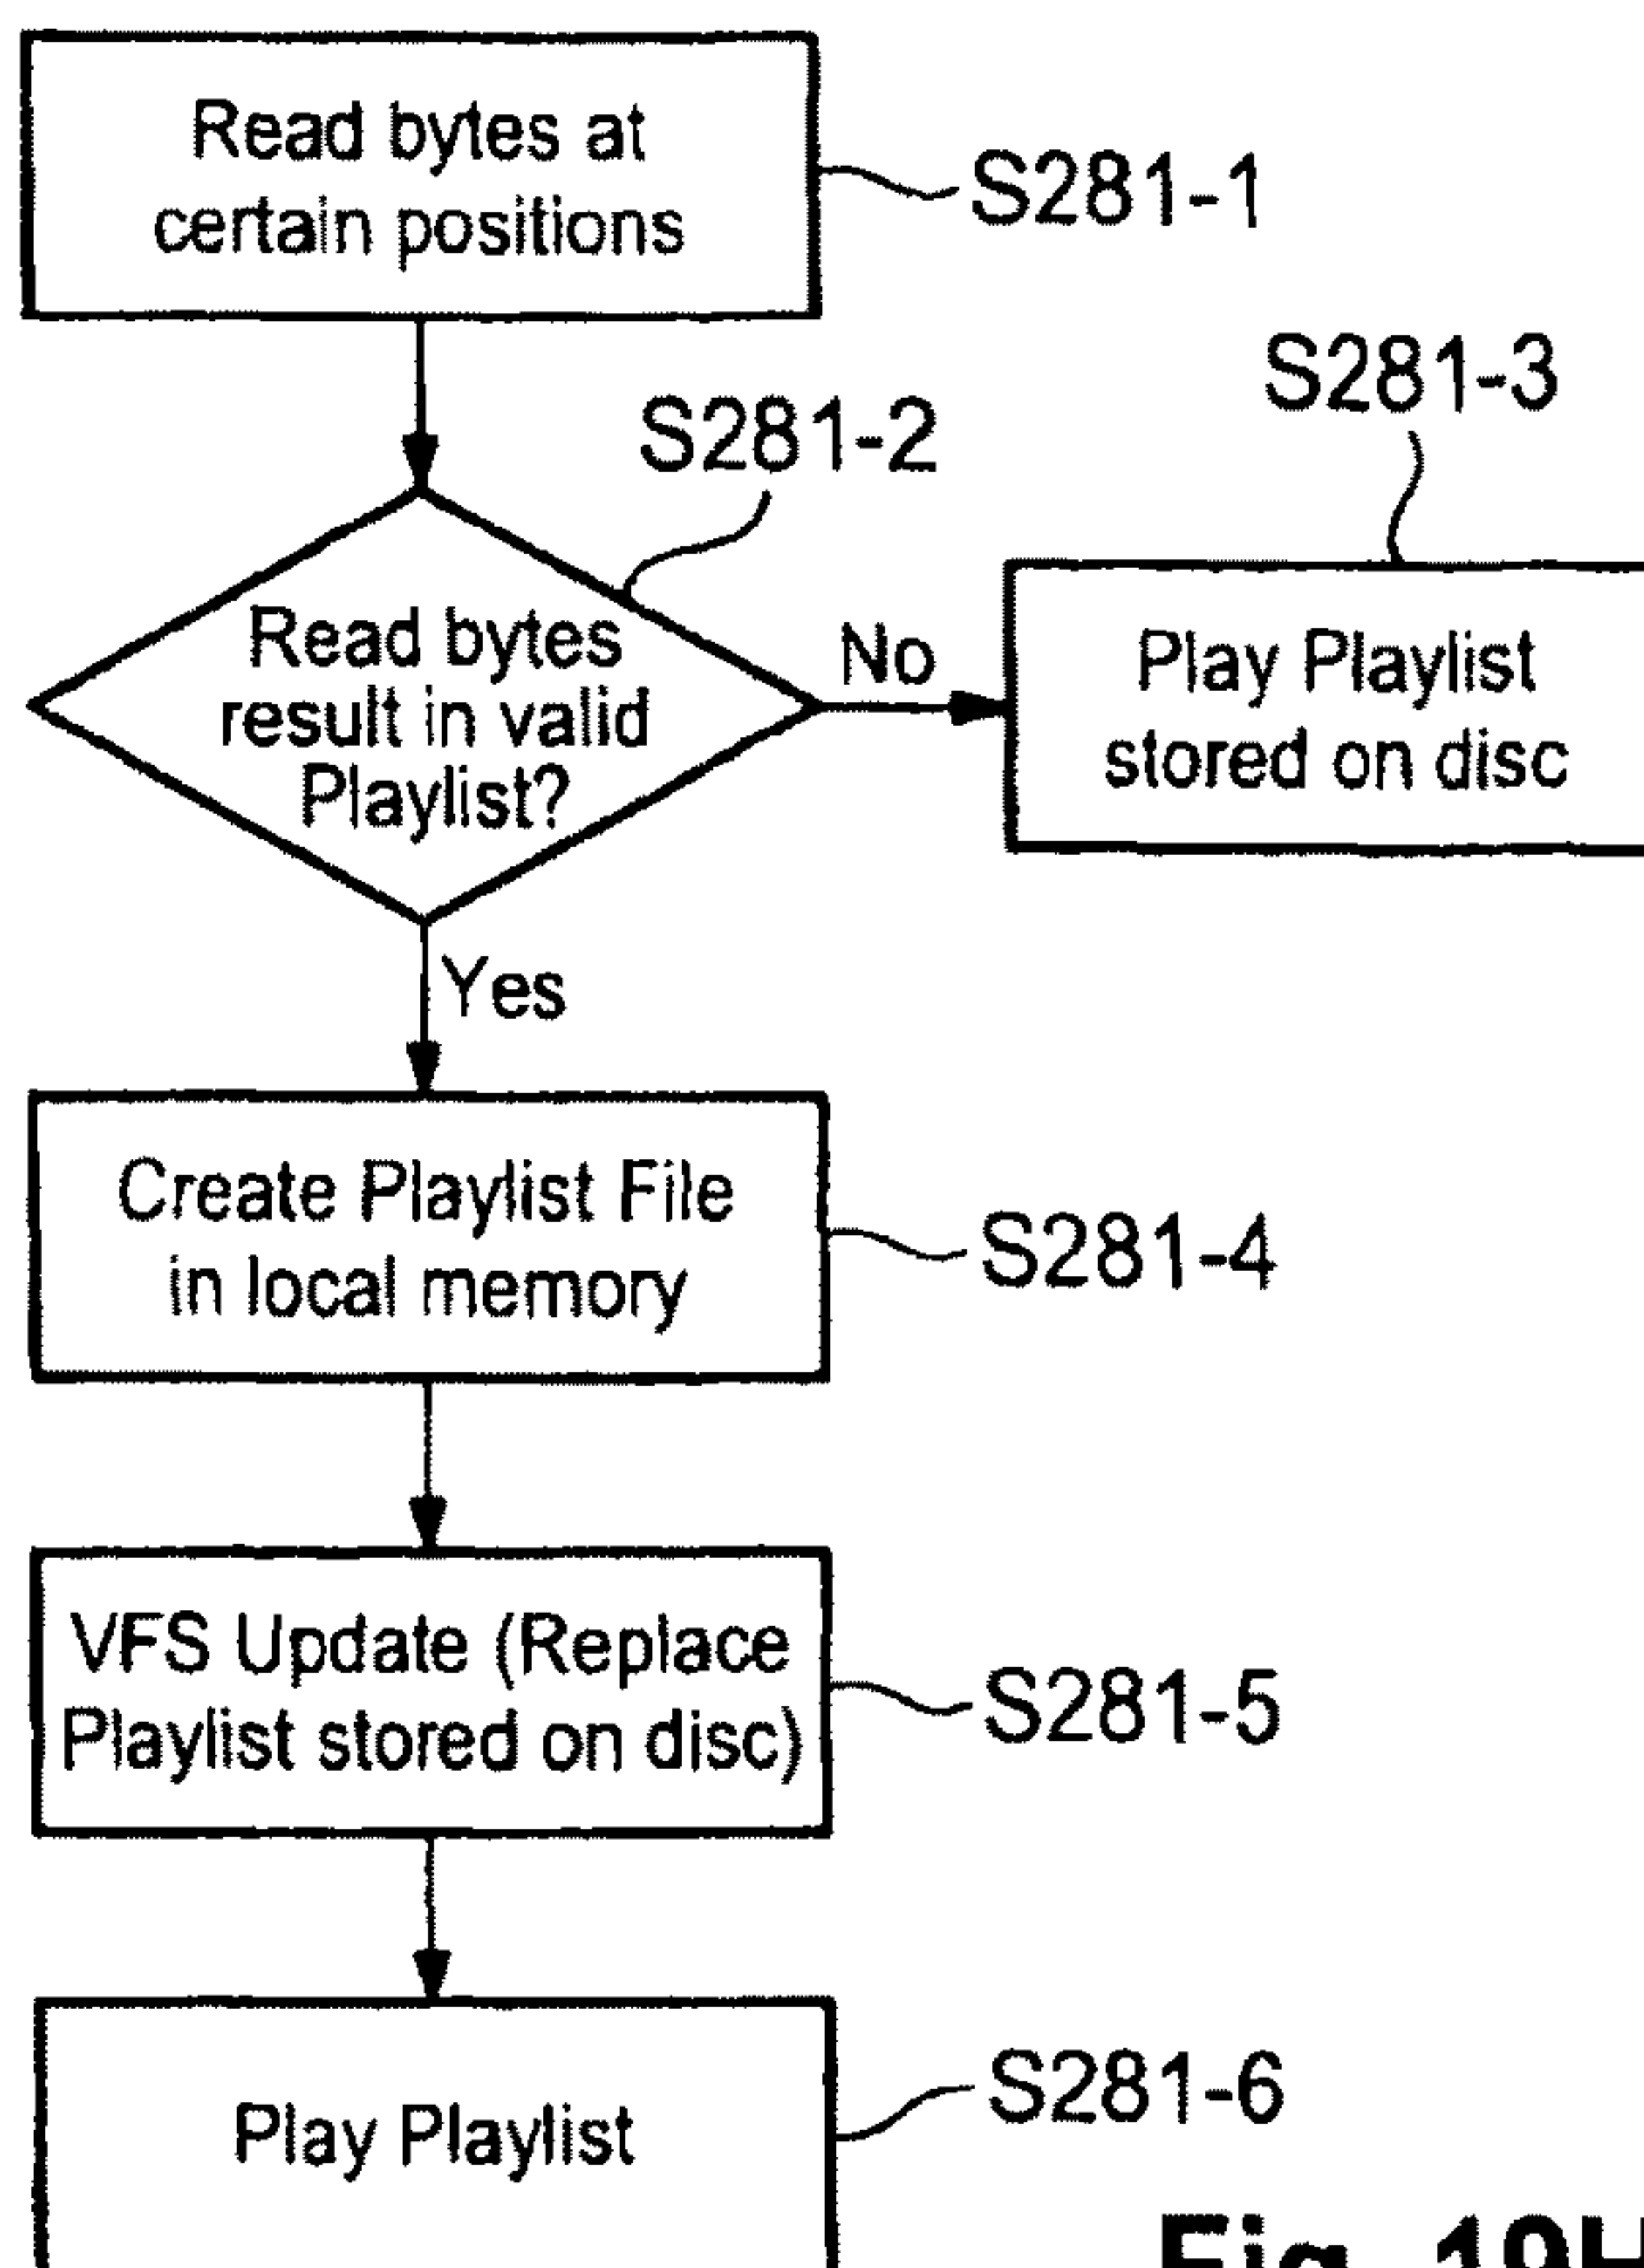 Read bytes at
certain positions
S281-1
S281-3
S281-2
Read bytes
result in valid
Playlist?
No
Play Playlist
stored on disc
Yes
Create Playlist File
in local memory
S281-4
VFS Update (Replace
Playlist stored on disc)
S281-5
Play Playlist
S281-6
Fig. 19H